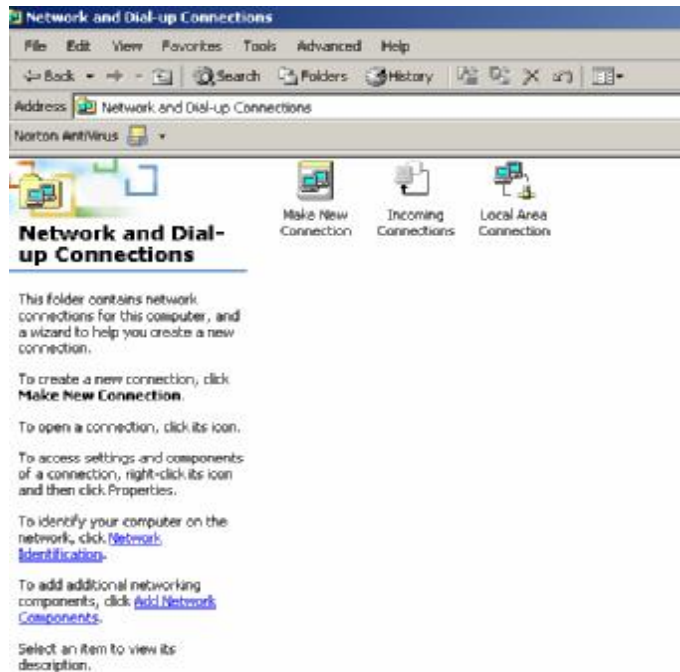 Network and Dial-up Connections
File Edit View Favorites Tools Advanced Help
Back Search Folders History
Address Network and Dial-up Connections
Norton AntiVirus
Make New
Connection
Incoming
Connections
Local Area
Connection
Network and Dial-
up Connections
This folder contains network
connections for this computer, and
a wizard to help you create a new
connection.
To create a new connection, click
Make New Connection.
To open a connection, click its icon.
To access settings and components
of a connection, right-click its icon
and then click Properties.
To identify your computer on the
network, click Network
Identification.
To add additional networking
components, click Add Network
Components.
Select an item to view its
description.